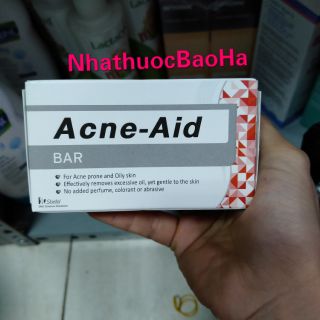 NhathuocBaoHa
Lactac
Acne-Aid
BAR
For Acne prone and Oily skin
Effectively removes excessive oil, yet gentle to the skin
No added perfume, colorant or abrasive
Stiefel